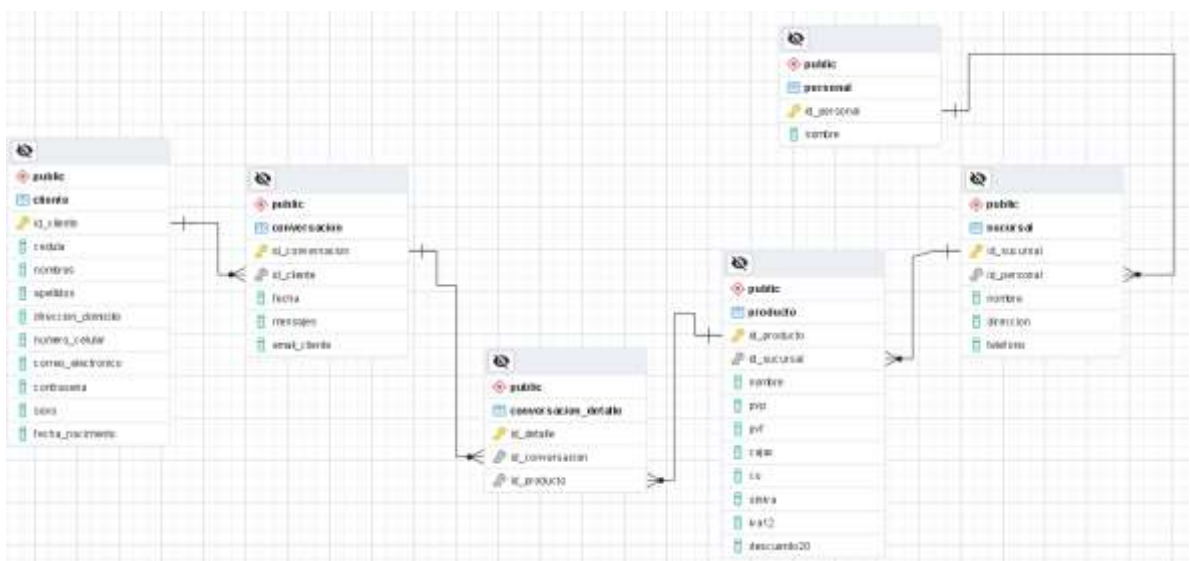 public
personal
id_personal
nombre
public
cliente
id_cliente
cedula
nombres
apellidos
direccion_domicilio
numero_celular
correo_electronico
contrasena
sexo
fecha_nacimiento
public
conversacion
id_conversacion
id_cliente
fecha
mensajes
email_cliente
public
conversacion_detalle
id_detalle
id_conversacion
id_producto
public
producto
id_producto
id_sucursal
nombre
pvp
pvf
cajas
iva12
descuento20
public
sucursal
id_sucursal
id_personal
nombre
direccion
telefono